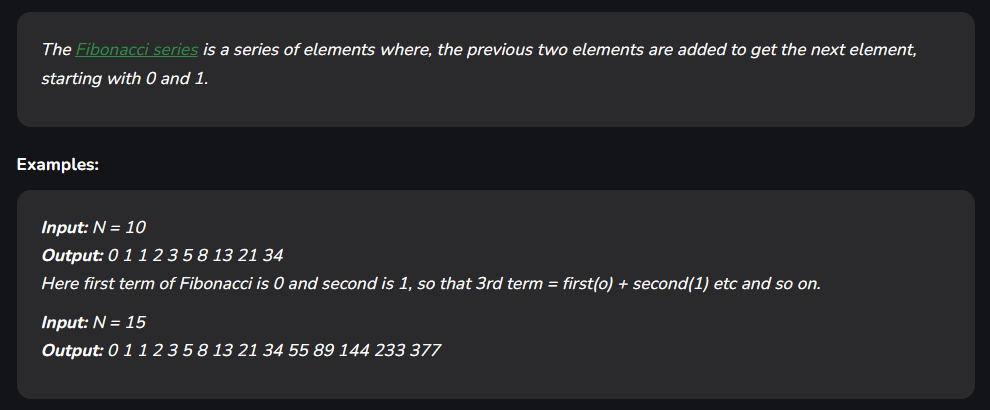 The Fibonacci series is a series of elements where, the previous two elements are added to get the next element,
starting with 0 and 1.
Examples:
Input: N = 10
Output: 0 1 1 2 3 5 8 13 21 34
Here first term of Fibonacci is 0 and second is 1, so that 3rd term = first(o) + second(1) etc and so on.
Input: N = 15
Output: 0 1 1 2 3 5 8 13 21 34 55 89 144 233 377